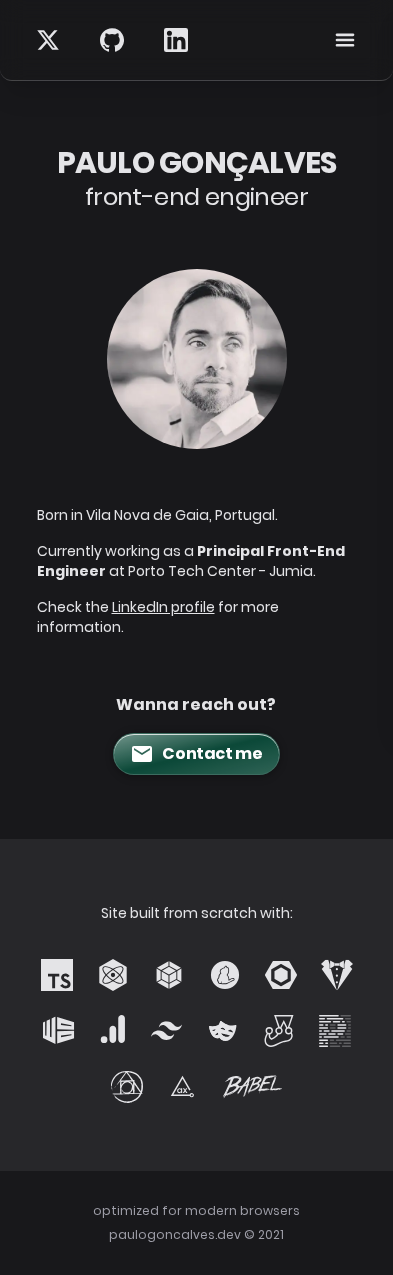 PAULO GONÇALVES
front-end engineer
Born in Vila Nova de Gaia, Portugal.
Currently working as a Principal Front-End
Engineer at Porto Tech Center - Jumia.
Check the LinkedIn profile for more
information.
Wanna reach out?
Contact me
Site built from scratch with:
TS
ax
BABEL
optimized for modern browsers
paulogoncalves.dev © 2021